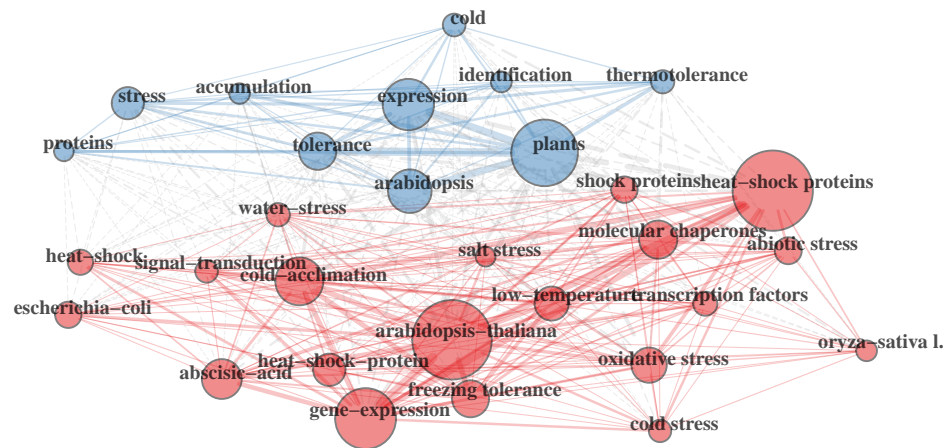 cold
identification
thermotolerance
accumulation
stress
expression
proteins
tolerance
plants
arabidopsis
shock proteins
heat−shock proteins
water−stress
molecular chaperones
abiotic stress
salt stress
heat−shock
signal−transduction
cold−acclimation
low−temperature
transcription factors
escherichia−coli
arabidopsis−thaliana
oryza−sativa l.
heat−shock−protein
oxidative stress
abscisic−acid
freezing tolerance
gene−expression
cold stress